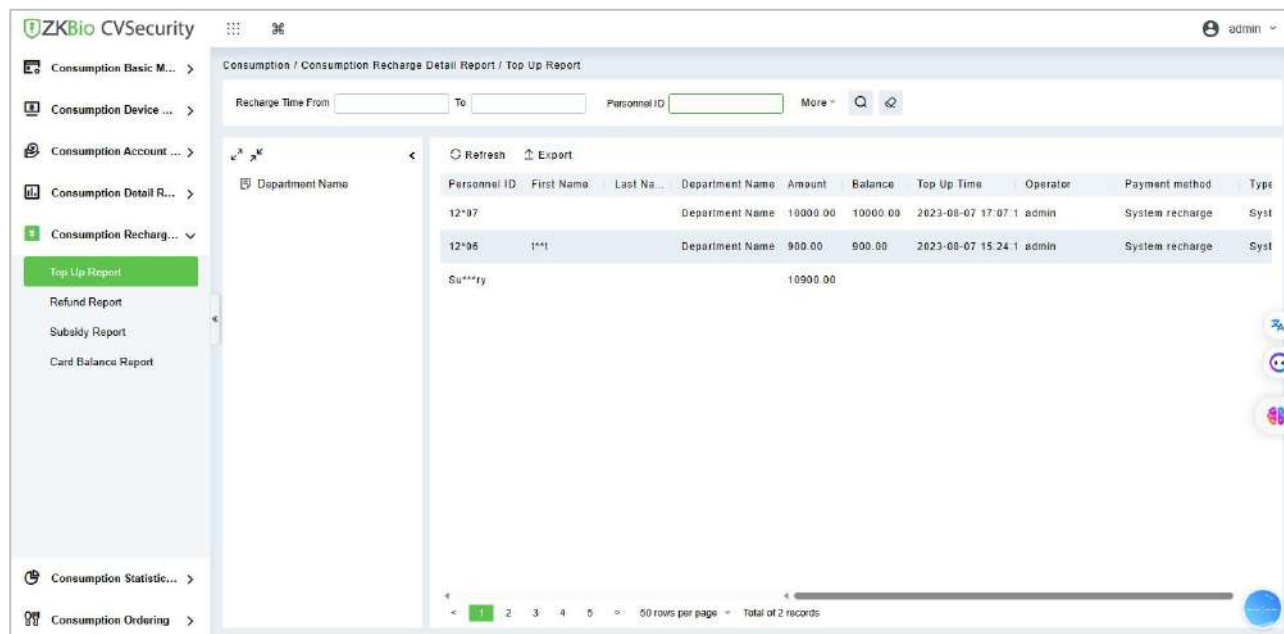 ZKBio CVSecurity
admin
Consumption Basic M...
Consumption Device ...
Consumption Account ...
Consumption Detail R...
Consumption Recharg...
Top Up Report
Refund Report
Subsidy Report
Card Balance Report
Consumption Statistic...
Consumption Ordering
Consumption / Consumption Recharge Detail Report / Top Up Report
Recharge Time From To Personnel ID More
Department Name
Refresh Export
Personnel ID First Name Last Na... Department Name Amount Balance Top Up Time Operator Payment method Type
12*07 Department Name 10000.00 10000.00 2023-08-07 17:07:1 admin System recharge Syst
12*06 t**t Department Name 900.00 900.00 2023-08-07 15:24:1 admin System recharge Syst
Su***ry 10900.00
< 1 2 3 4 5 > 50 rows per page Total of 2 records